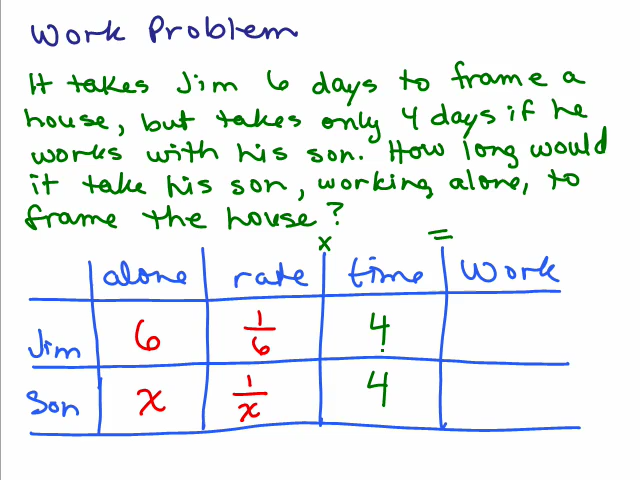 Work Problem
It takes Jim 6 days to frame a
house, but takes only 4 days if he
works with his son. How long would
it take his son, working alone, to
frame the house?
x =
alone rate time Work
Jim 6 1/6 4
Son x 1/x 4